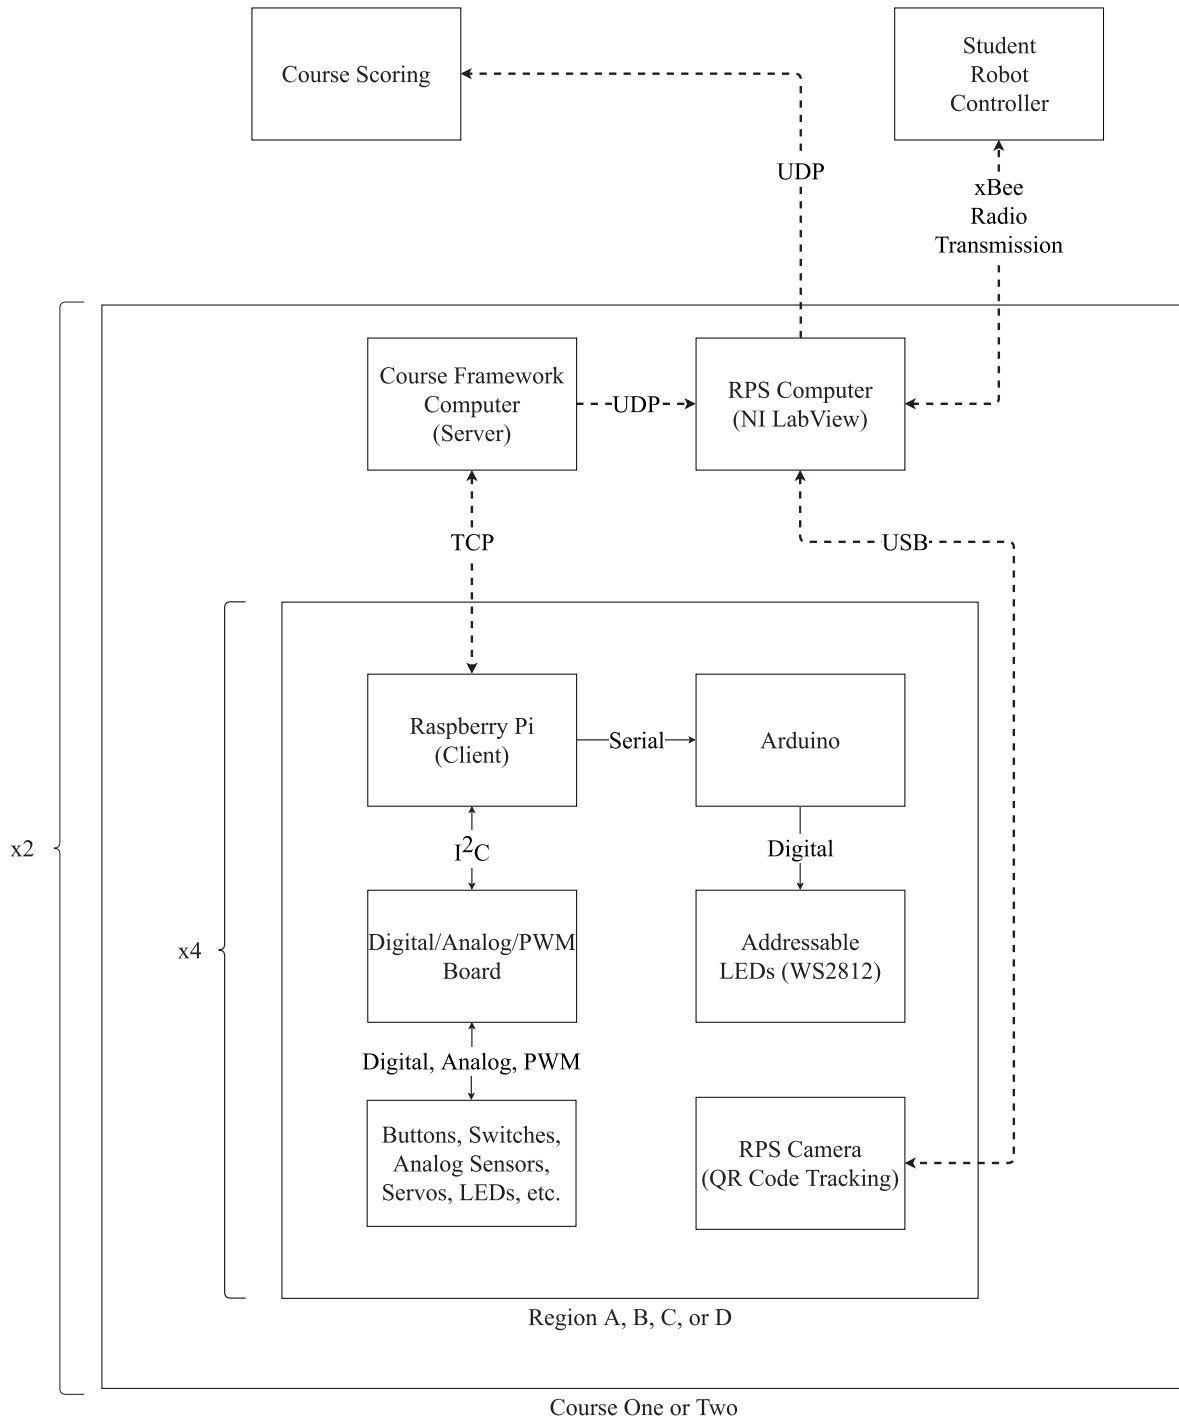 Course Scoring
Student
Robot
Controller
UDP
xBee
Radio
Transmission
Course Framework
Computer
(Server)
UDP
RPS Computer
(NI LabView)
TCP
USB
Raspberry Pi
(Client)
Serial
Arduino
x2
I²C
Digital
x4
Digital/Analog/PWM
Board
Addressable
LEDs (WS2812)
Digital, Analog, PWM
Buttons, Switches,
Analog Sensors,
Servos, LEDs, etc.
RPS Camera
(QR Code Tracking)
Region A, B, C, or D
Course One or Two